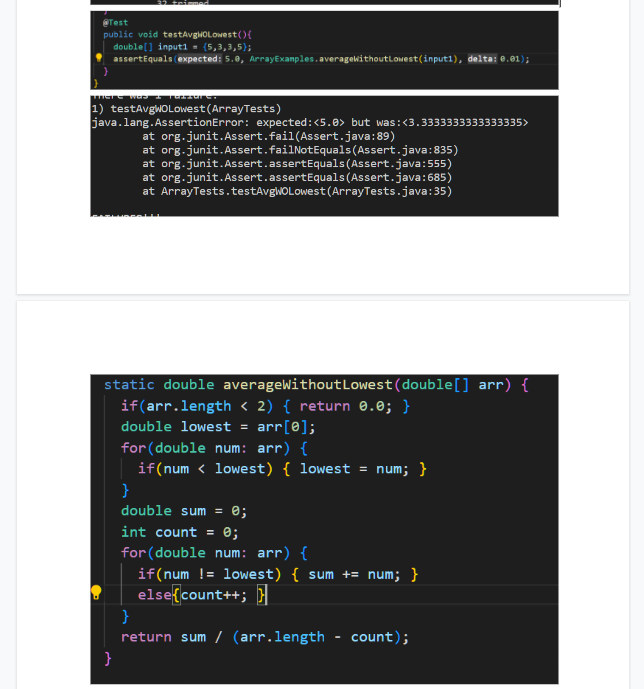 32 trimmed
@Test
public void testAvgWOLowest(){
double[] input1 = {5,3,3,5};
assertEquals(expected: 5.0, ArrayExamples.averageWithoutLowest(input1), delta: 0.01);
}
}
There was 1 failure:
1) testAvgWOLowest(ArrayTests)
java.lang.AssertionError: expected:<5.0> but was:<3.3333333333333335>
at org.junit.Assert.fail(Assert.java:89)
at org.junit.Assert.failNotEquals(Assert.java:835)
at org.junit.Assert.assertEquals(Assert.java:555)
at org.junit.Assert.assertEquals(Assert.java:685)
at ArrayTests.testAvgWOLowest(ArrayTests.java:35)
FAILURES!!!
static double averageWithoutLowest(double[] arr) {
if(arr.length < 2) { return 0.0; }
double lowest = arr[0];
for(double num: arr) {
if(num < lowest) { lowest = num; }
}
double sum = 0;
int count = 0;
for(double num: arr) {
if(num != lowest) { sum += num; }
else{count++; }
}
return sum / (arr.length - count);
}